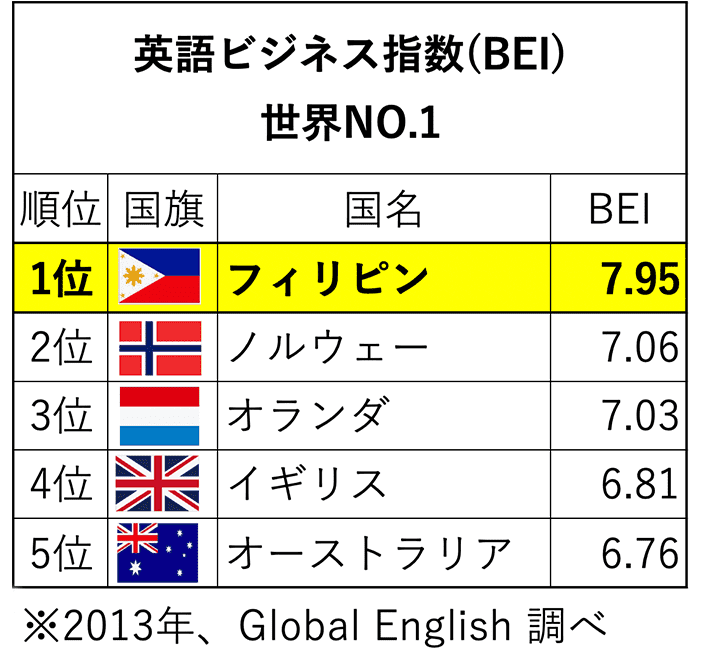 英語ビジネス指数(BEI)
世界NO.1
順位 国旗 国名 BEI
1位 フィリピン 7.95
2位 ノルウェー 7.06
3位 オランダ 7.03
4位 イギリス 6.81
5位 オーストラリア 6.76
※2013年、Global English 調べ